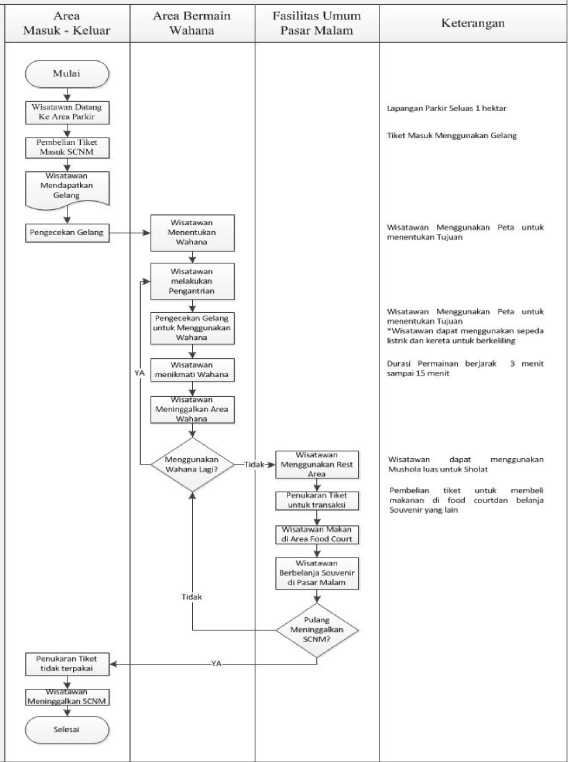 Area
Masuk - Keluar
Area Bermain
Wahana
Fasilitas Umum
Pasar Malam
Keterangan
Mulai
Wisatawan Datang
Ke Area Parkir
Lapangan Parkir Seluas 1 hektar
Pembelian Tiket
Masuk SCNM
Tiket Masuk Menggunakan Gelang
Wisatawan
Mendapatkan
Gelang
Pengecekan Gelang
Wisatawan
Menentukan
Wahana
Wisatawan Menggunakan Peta untuk
menentukan Tujuan
Wisatawan
melakukan
Pengantrian
Pengecekan Gelang
untuk Menggunakan
Wahana
Wisatawan Menggunakan Peta untuk
menentukan Tujuan
*Wisatawan dapat menggunakan sepeda
listrik dan kereta untuk berkeliling
Wisatawan
menikmati Wahana
Durasi Permainan berjarak 3 menit
sampai 15 menit
YA
Wisatawan
Meninggalkan Area
Wahana
Menggunakan
Wahana Lagi?
Tidak
Wisatawan
Menggunakan Rest
Area
Wisatawan dapat menggunakan
Mushola luas untuk Sholat
Penukaran Tiket
untuk transaksi
Pembelian tiket untuk membeli
makanan di food courtdan belanja
Souvenir yang lain
Wisatawan Makan
di Area Food Court
Wisatawan
Berbelanja Souvenir
di Pasar Malam
Tidak
Pulang
Meninggalkan
SCNM?
YA
Penukaran Tiket
tidak terpakai
Wisatawan
Meninggalkan SCNM
Selesai